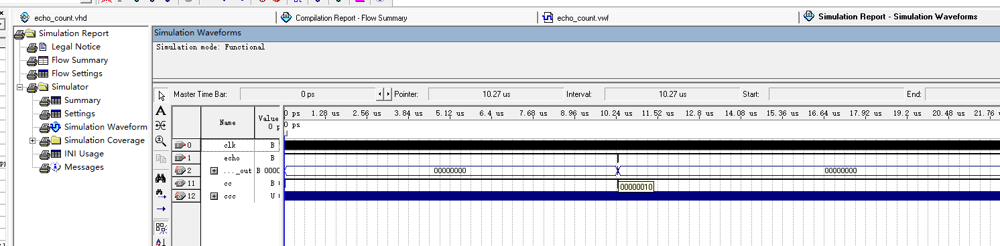 echo_count.vhd
Compilation Report - Flow Summary
echo_count.vwf
Simulation Report - Simulation Waveforms
Simulation Report
Legal Notice
Flow Summary
Flow Settings
Simulator
Summary
Settings
Simulation Waveform
Simulation Coverage
INI Usage
Messages
Simulation Waveforms
Simulation mode: Functional
Master Time Bar: 0 ps Pointer: 10.27 us Interval: 10.27 us Start: End:
Name Value
0 p
0 ps 1.28 us 2.56 us 3.84 us 5.12 us 6.4 us 7.68 us 8.96 us 10.24 us 11.52 us 12.8 us 14.08 us 15.36 us 16.64 us 17.92 us 19.2 us 20.48 us 21.76
0 ps
0 clk B
1 echo B
2 ...._out B 0000 00000000 00000000
11 cc B
00000010
12 ccc U